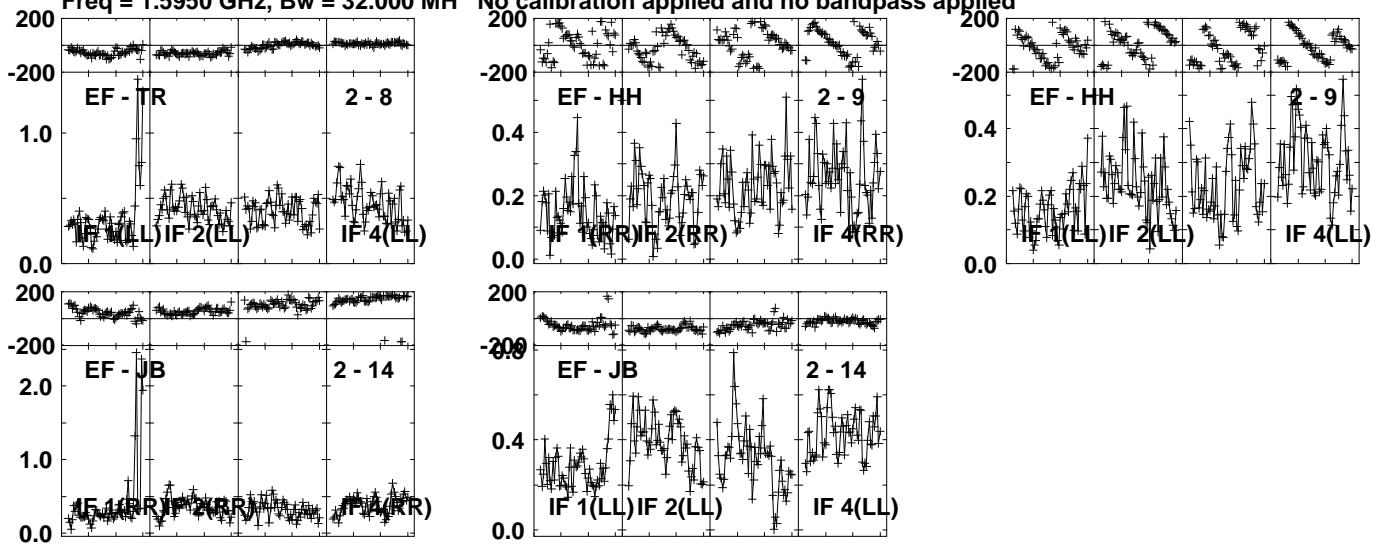 Freq = 1.5950 GHz, Bw = 32.000 MH No calibration applied and no bandpass applied
200
-200
EF - TR 2 - 8
1.0
0.0
IF 1(LL) IF 2(LL) IF 4(LL)
200
-200
EF - HH 2 - 9
0.4
0.2
0.0
IF 1(RR) IF 2(RR) IF 4(RR)
200
-200
EF - HH 2 - 9
0.4
0.2
0.0
IF 1(LL) IF 2(LL) IF 4(LL)
200
-200
EF - JB 2 - 14
2.0
1.0
0.0
IF 1(RR) IF 2(RR) IF 4(RR)
200
-200
0.8
EF - JB 2 - 14
0.4
0.0
IF 1(LL) IF 2(LL) IF 4(LL)